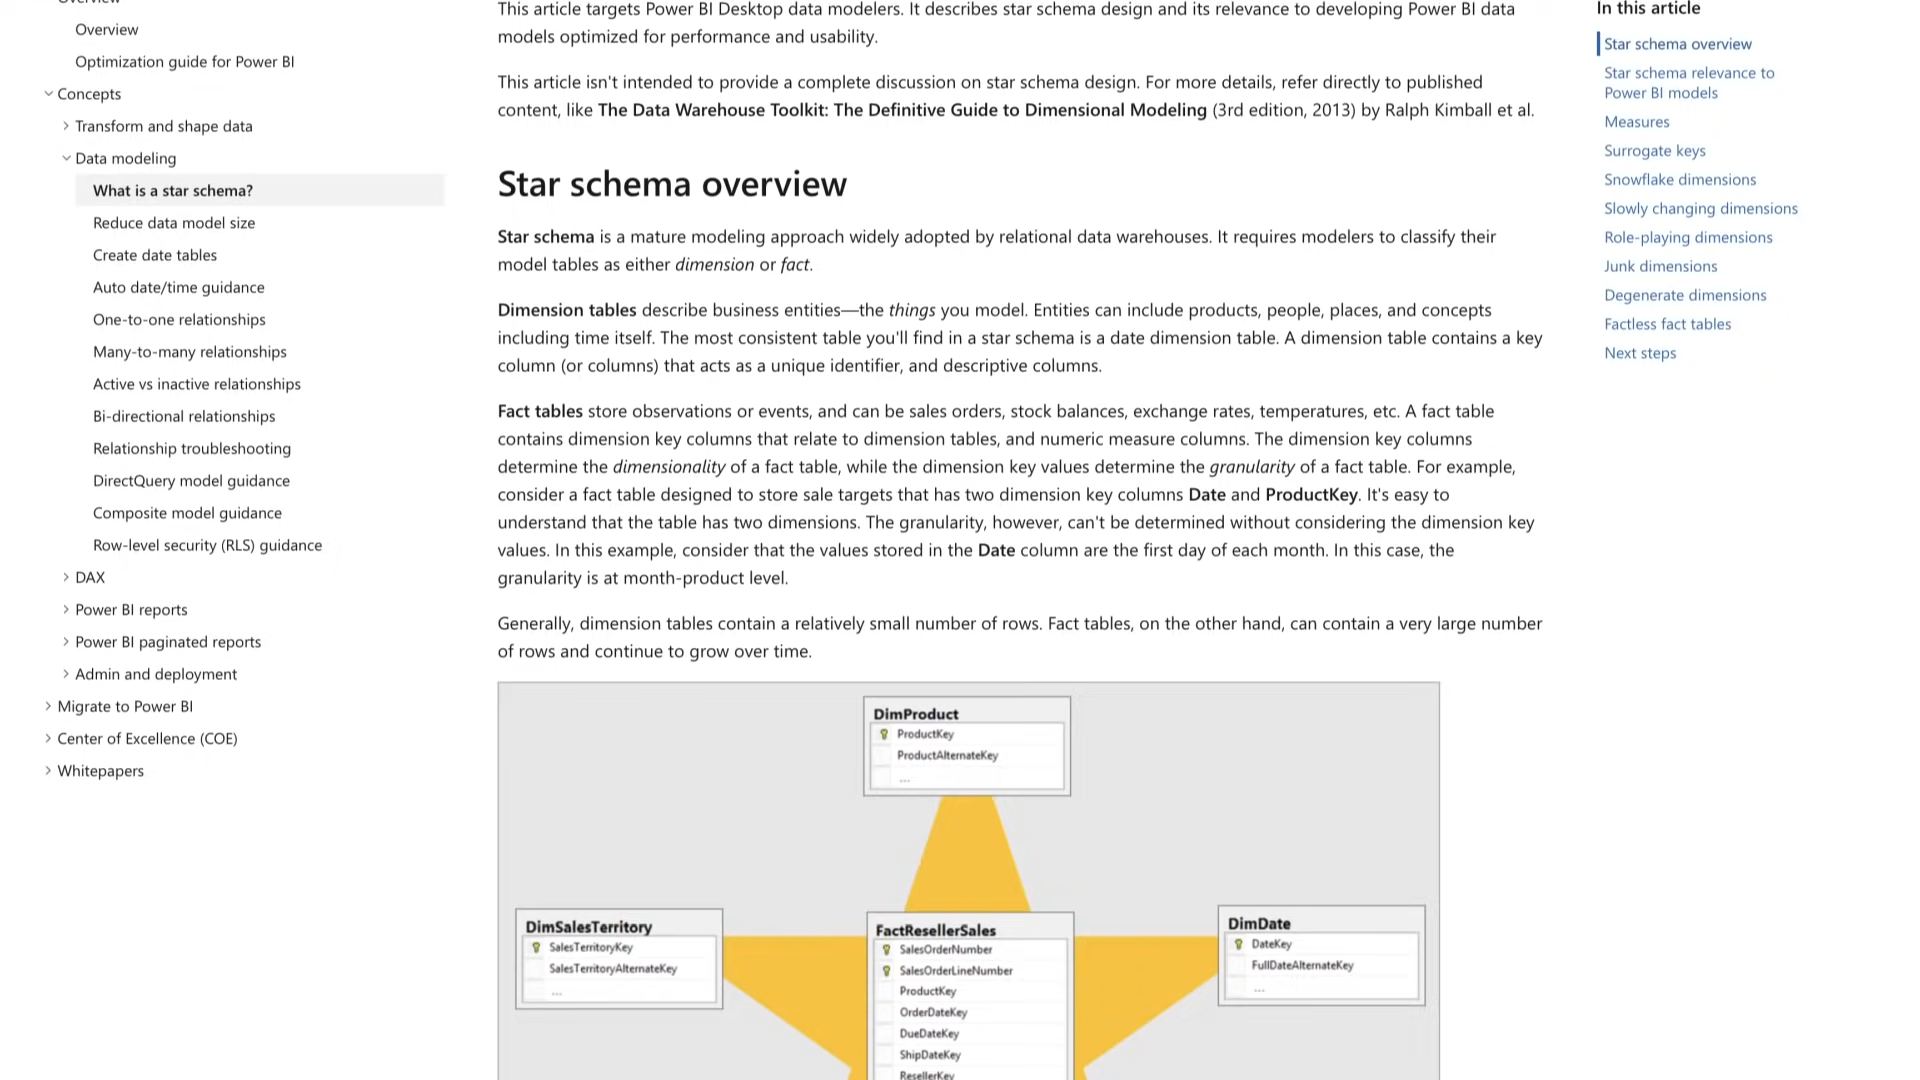 Overview
Optimization guide for Power BI
Concepts
Transform and shape data
Data modeling
What is a star schema?
Reduce data model size
Create date tables
Auto date/time guidance
One-to-one relationships
Many-to-many relationships
Active vs inactive relationships
Bi-directional relationships
Relationship troubleshooting
DirectQuery model guidance
Composite model guidance
Row-level security (RLS) guidance
DAX
Power BI reports
Power BI paginated reports
Admin and deployment
Migrate to Power BI
Center of Excellence (COE)
Whitepapers
This article targets Power BI Desktop data modelers. It describes star schema design and its relevance to developing Power BI data
models optimized for performance and usability.
This article isn't intended to provide a complete discussion on star schema design. For more details, refer directly to published
content, like The Data Warehouse Toolkit: The Definitive Guide to Dimensional Modeling (3rd edition, 2013) by Ralph Kimball et al.
Star schema overview
Star schema is a mature modeling approach widely adopted by relational data warehouses. It requires modelers to classify their
model tables as either dimension or fact.
Dimension tables describe business entities—the things you model. Entities can include products, people, places, and concepts
including time itself. The most consistent table you'll find in a star schema is a date dimension table. A dimension table contains a key
column (or columns) that acts as a unique identifier, and descriptive columns.
Fact tables store observations or events, and can be sales orders, stock balances, exchange rates, temperatures, etc. A fact table
contains dimension key columns that relate to dimension tables, and numeric measure columns. The dimension key columns
determine the dimensionality of a fact table, while the dimension key values determine the granularity of a fact table. For example,
consider a fact table designed to store sale targets that has two dimension key columns Date and ProductKey. It's easy to
understand that the table has two dimensions. The granularity, however, can't be determined without considering the dimension key
values. In this example, consider that the values stored in the Date column are the first day of each month. In this case, the
granularity is at month-product level.
Generally, dimension tables contain a relatively small number of rows. Fact tables, on the other hand, can contain a very large number
of rows and continue to grow over time.
DimProduct
ProductKey
ProductAlternateKey
...
DimSalesTerritory
SalesTerritoryKey
SalesTerritoryAlternateKey
...
FactResellerSales
SalesOrderNumber
SalesOrderLineNumber
ProductKey
OrderDateKey
DueDateKey
ShipDateKey
ResellerKey
DimDate
DateKey
FullDateAlternateKey
...
In this article
Star schema overview
Star schema relevance to
Power BI models
Measures
Surrogate keys
Snowflake dimensions
Slowly changing dimensions
Role-playing dimensions
Junk dimensions
Degenerate dimensions
Factless fact tables
Next steps